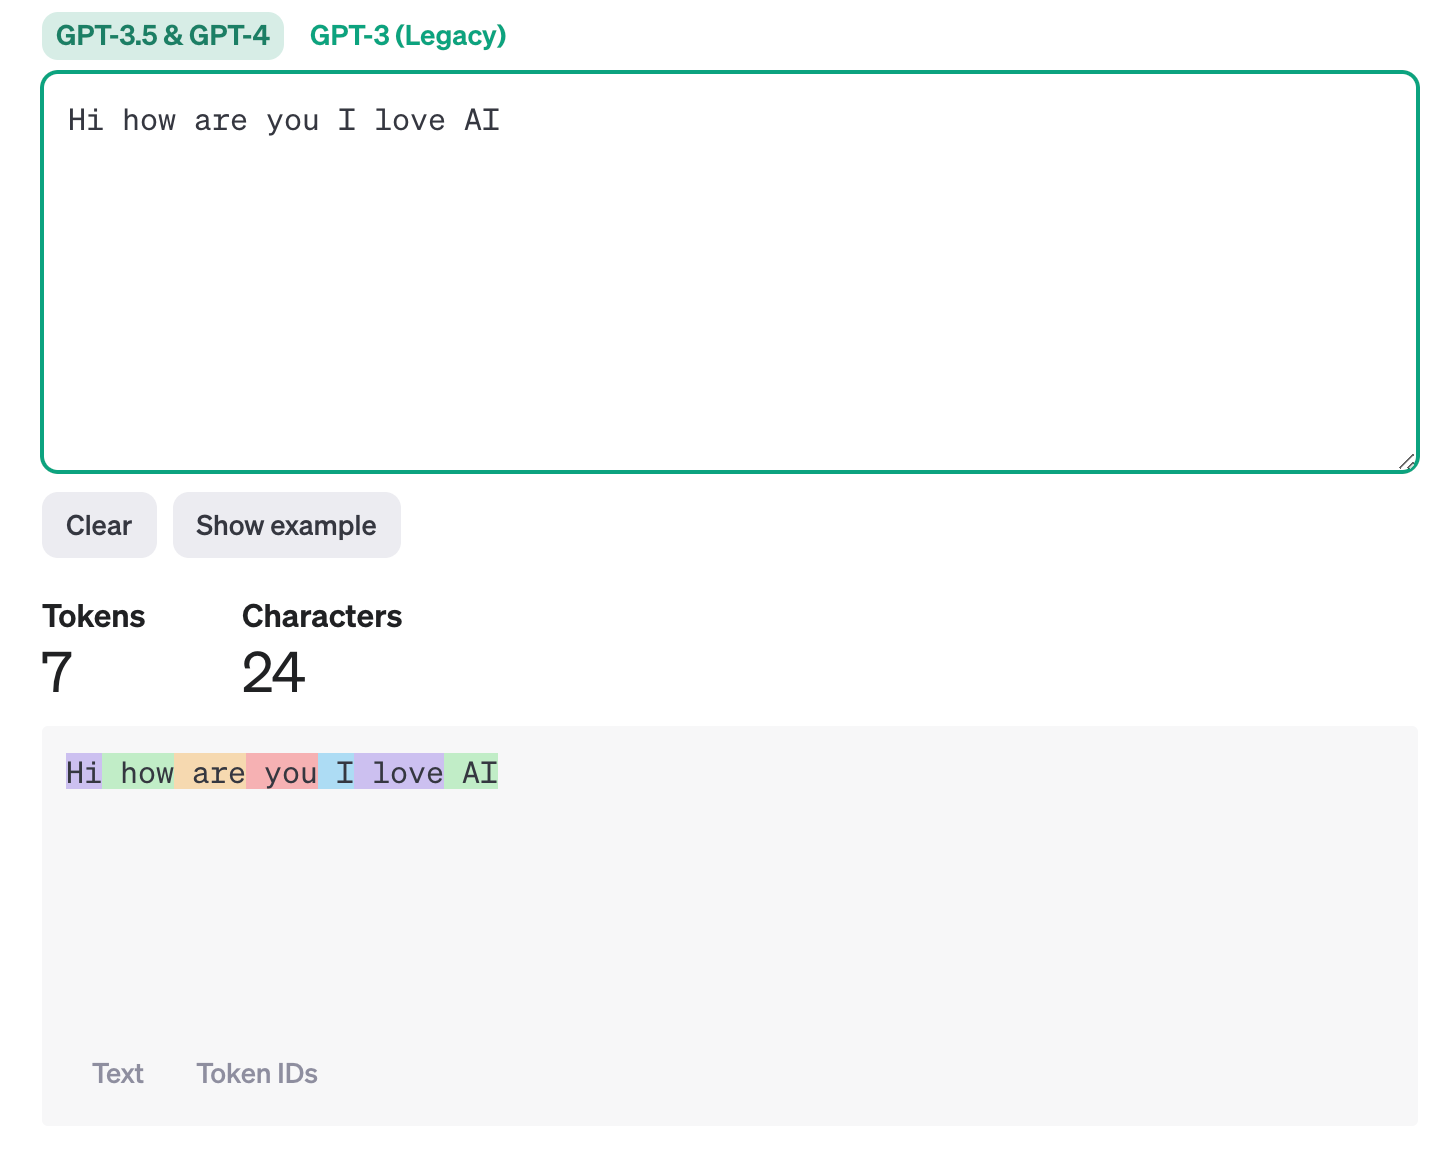 GPT-3.5 & GPT-4 GPT-3 (Legacy)
Hi how are you I love AI
Clear Show example
Tokens Characters
7 24
Hi how are you I love AI
Text Token IDs